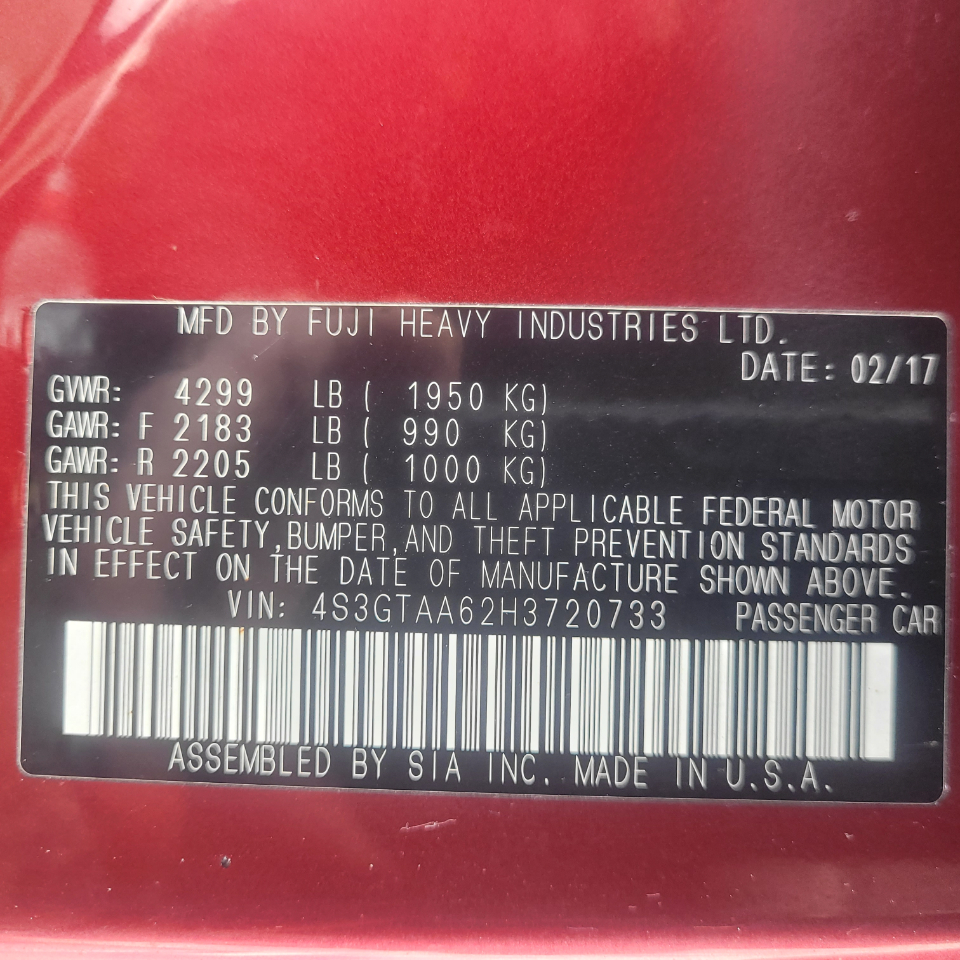 MFD BY FUJI HEAVY INDUSTRIES LTD.
DATE: 02/17
GVWR: 4299 LB ( 1950 KG)
GAWR: F 2183 LB ( 990 KG)
GAWR: R 2205 LB ( 1000 KG)
THIS VEHICLE CONFORMS TO ALL APPLICABLE FEDERAL MOTOR
VEHICLE SAFETY,BUMPER,AND THEFT PREVENTION STANDARDS
IN EFFECT ON THE DATE OF MANUFACTURE SHOWN ABOVE.
VIN: 4S3GTAA62H3720733 PASSENGER CAR
ASSEMBLED BY SIA INC. MADE IN U.S.A.